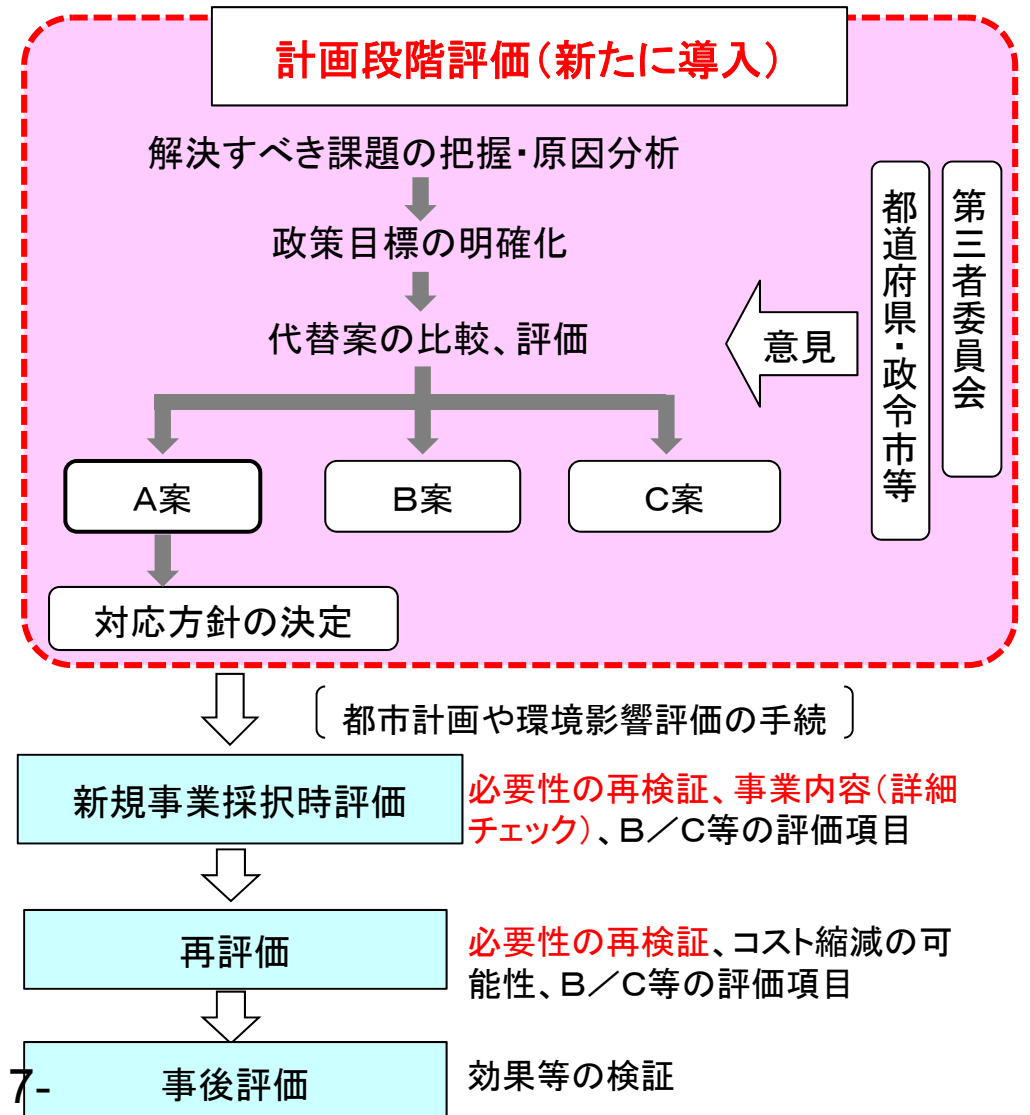 計画段階評価(新たに導入)
解決すべき課題の把握・原因分析
政策目標の明確化
代替案の比較、評価
意見
都道府県・政令市等
第三者委員会
A案
B案
C案
対応方針の決定
〔都市計画や環境影響評価の手続〕
新規事業採択時評価
必要性の再検証、事業内容(詳細
チェック)、B/C等の評価項目
再評価
必要性の再検証、コスト縮減の可
能性、B/C等の評価項目
事後評価
効果等の検証
7-